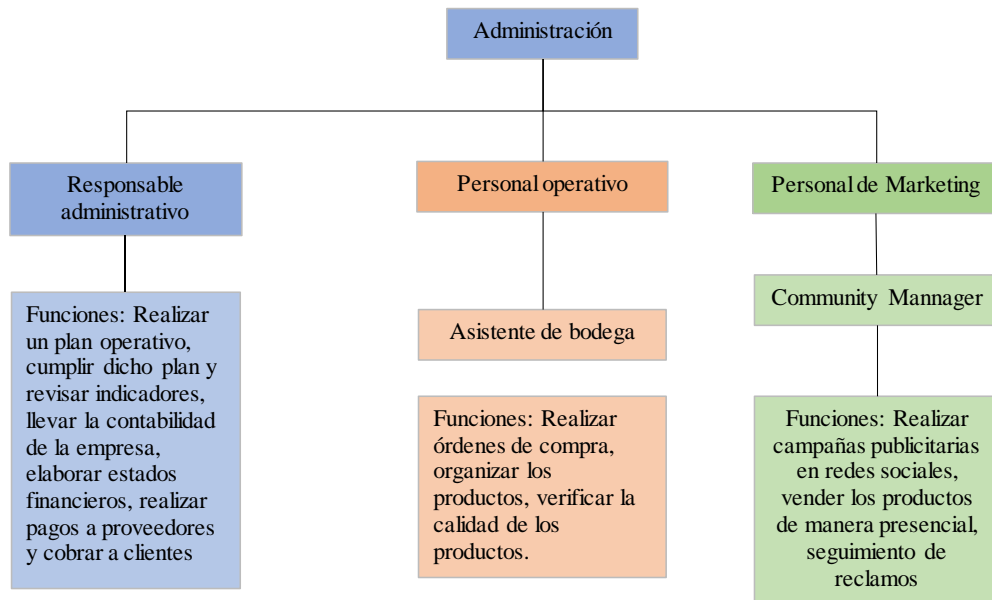 Administración
Responsable
administrativo
Funciones: Realizar
un plan operativo,
cumplir dicho plan y
revisar indicadores,
llevar la contabilidad
de la empresa,
elaborar estados
financieros, realizar
pagos a proveedores
y cobrar a clientes
Personal operativo
Asistente de bodega
Funciones: Realizar
órdenes de compra,
organizar los
productos, verificar la
calidad de los
productos.
Personal de Marketing
Community Mannager
Funciones: Realizar
campañas publicitarias
en redes sociales,
vender los productos
de manera presencial,
seguimiento de
reclamos